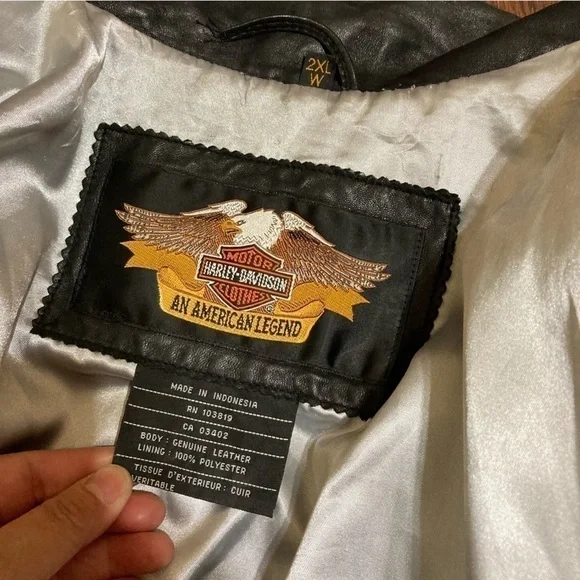 2XL
W
MOTOR
HARLEY-DAVIDSON
CLOTHES
AN AMERICAN LEGEND
MADE IN INDONESIA
RN 103819
CA 03402
BODY: GENUINE LEATHER
LINING: 100% POLYESTER
TISSUE D'EXTERIEUR: CUIR
VERITABLE